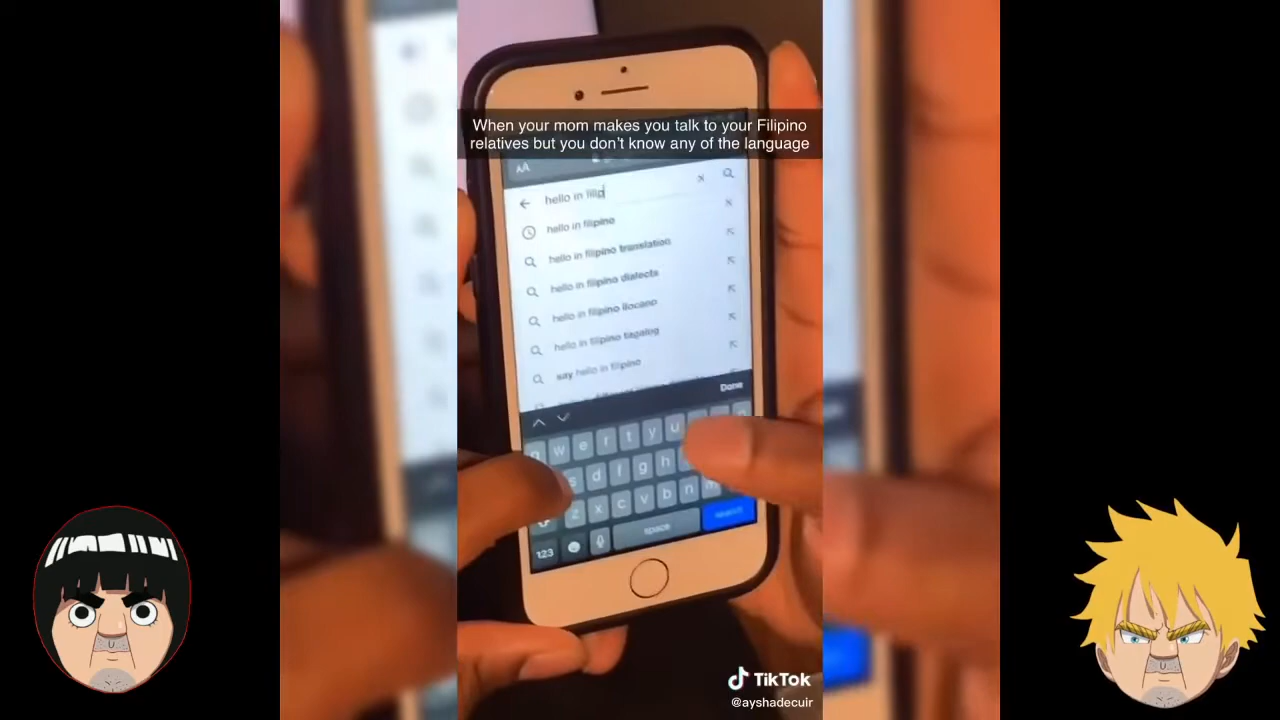 When your mom makes you talk to your Filipino
relatives but you don't know any of the language
AA
hello in filip
hello in filipino
hello in filipino translation
hello in filipino dialects
hello in filipino ilocano
hello in filipino tagalog
say hello in filipino
Done
w e r t y u
s d f g h
z x c v b n m
123 space search
TikTok
@ayshadecuir